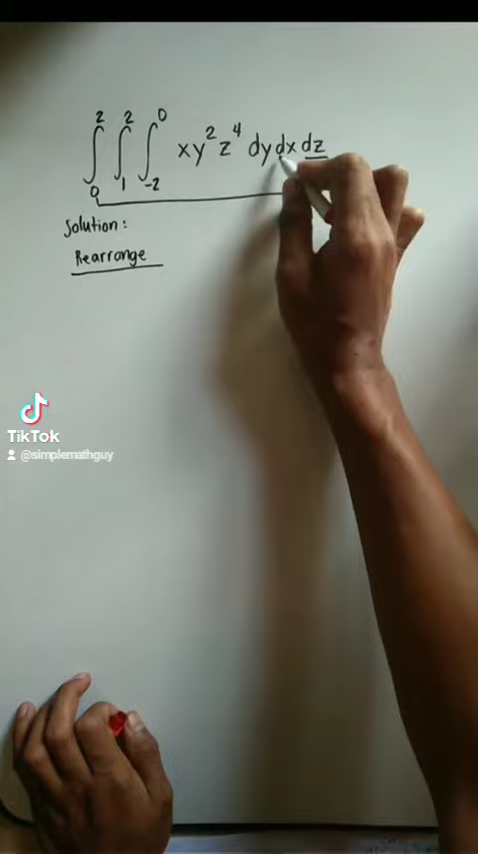 ∫₀² ∫₁² ∫₋₂⁰ xy²z⁴ dy dx dz
Solution:
Rearrange
TikTok
@simplemathguy